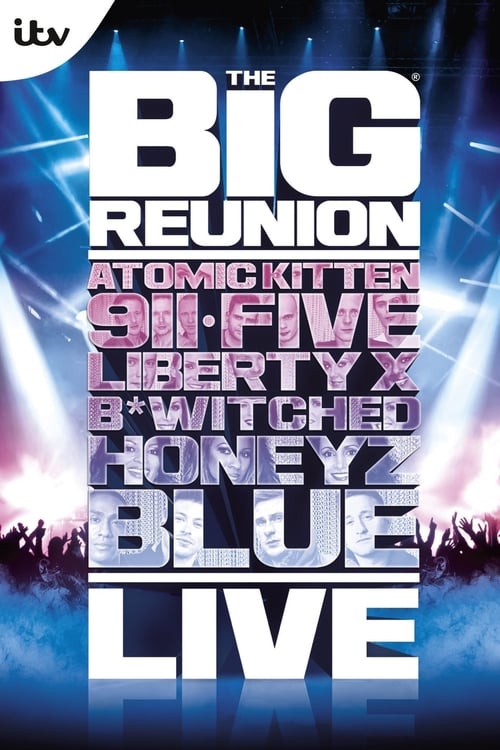 itv
THE
BIG®
REUNION
ATOMIC KITTEN
911·FIVE
LIBERTY X
B*WITCHED
HONEYZ
BLUE
LIVE